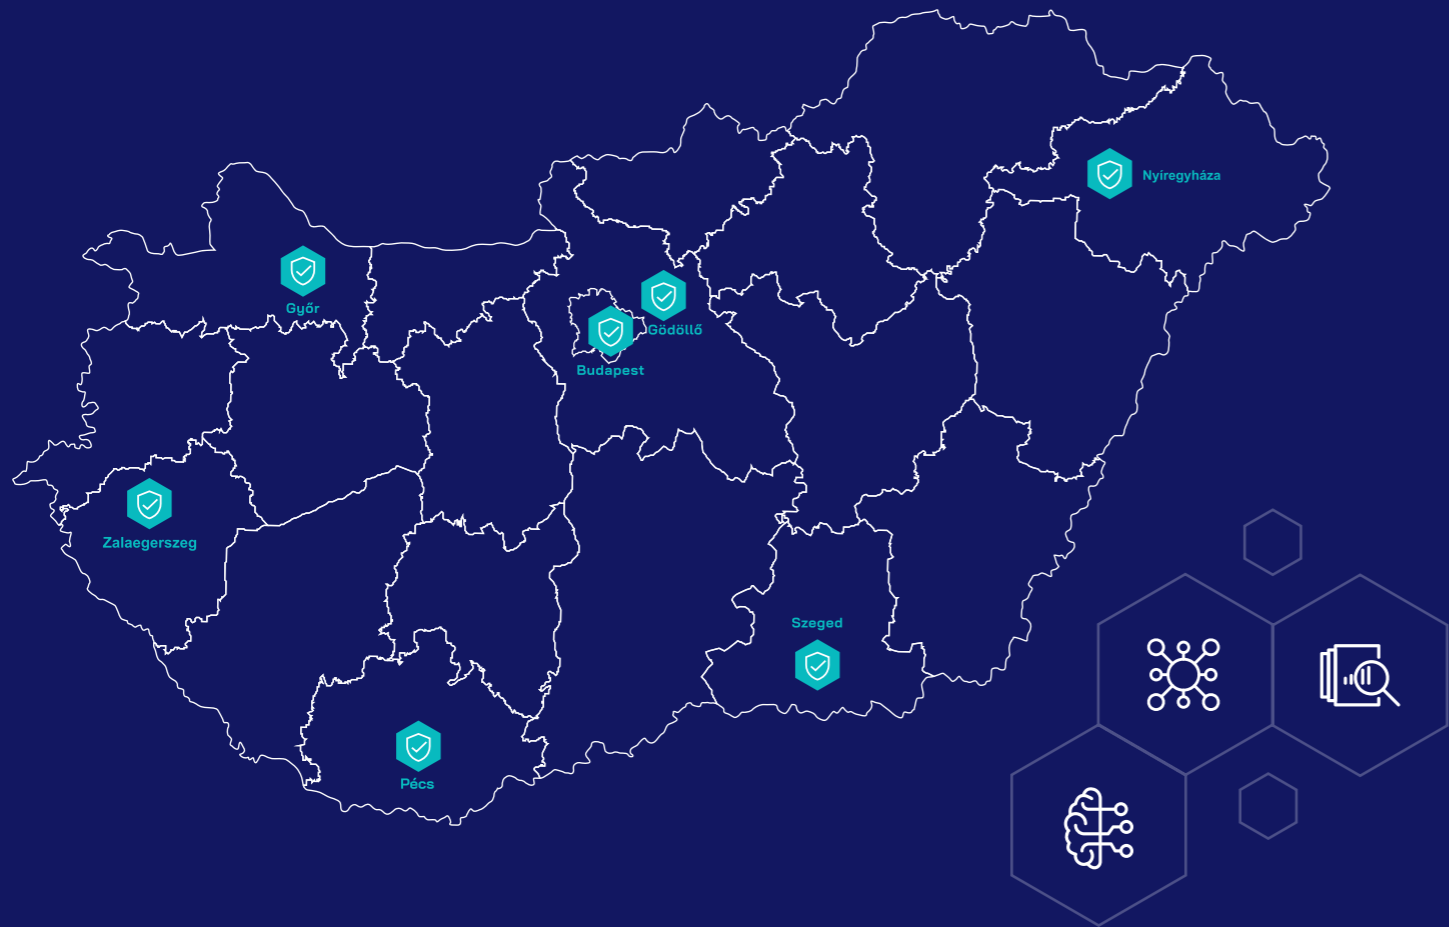 Nyíregyháza
Győr
Gödöllő
Budapest
Zalaegerszeg
Szeged
Pécs